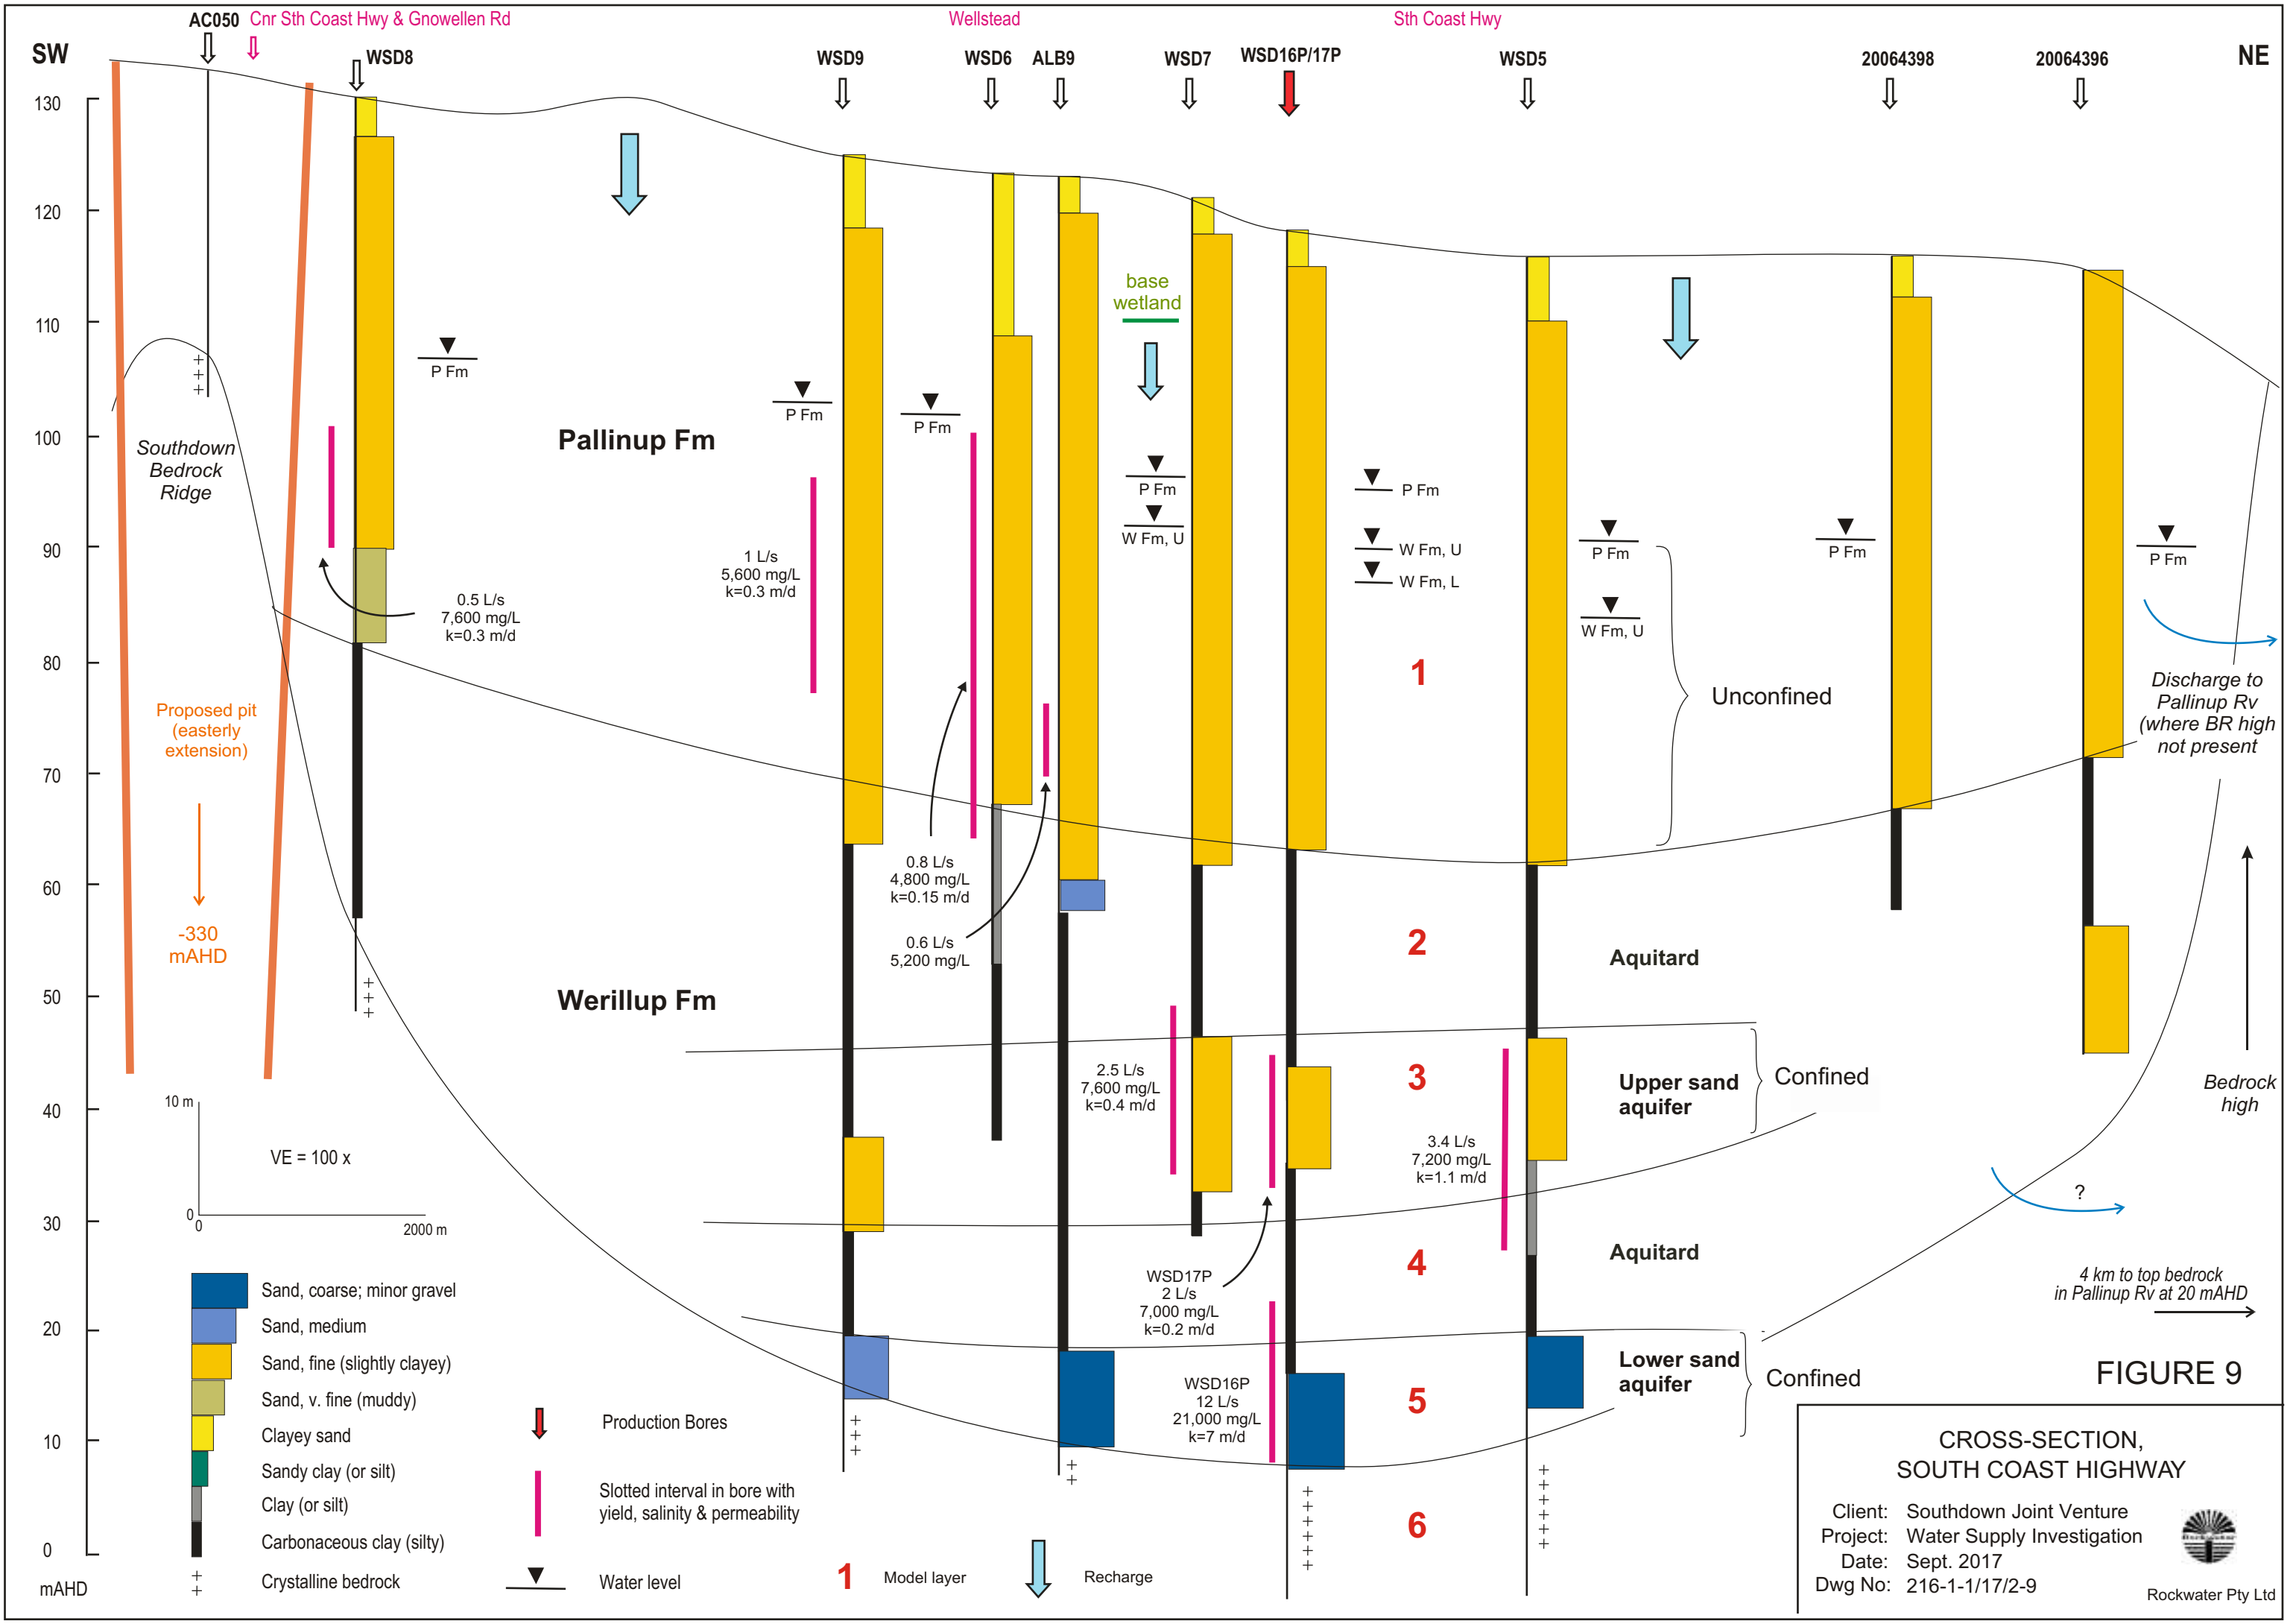 AC050 Cnr Sth Coast Hwy & Gnowellen Rd
Wellstead
Sth Coast Hwy
SW
WSD8
WSD9
WSD6
ALB9
WSD7
WSD16P/17P
WSD5
20064398
20064396
NE
130
120
110
100
90
80
70
60
50
40
30
20
10
0
mAHD
base
wetland
P Fm
P Fm
P Fm
P Fm
W Fm, U
P Fm
W Fm, U
W Fm, L
P Fm
W Fm, U
P Fm
P Fm
Southdown
Bedrock
Ridge
Pallinup Fm
0.5 L/s
7,600 mg/L
k=0.3 m/d
1 L/s
5,600 mg/L
k=0.3 m/d
1
Unconfined
Discharge to
Pallinup Rv
(where BR high
not present
Proposed pit
(easterly
extension)
-330
mAHD
0.8 L/s
4,800 mg/L
k=0.15 m/d
0.6 L/s
5,200 mg/L
2
Aquitard
Werillup Fm
2.5 L/s
7,600 mg/L
k=0.4 m/d
3
Upper sand
aquifer
Confined
Bedrock
high
3.4 L/s
7,200 mg/L
k=1.1 m/d
10 m
VE = 100 x
0
0
2000 m
?
WSD17P
2 L/s
7,000 mg/L
k=0.2 m/d
4
Aquitard
4 km to top bedrock
in Pallinup Rv at 20 mAHD
WSD16P
12 L/s
21,000 mg/L
k=7 m/d
5
Lower sand
aquifer
Confined
6
Sand, coarse; minor gravel
Sand, medium
Sand, fine (slightly clayey)
Sand, v. fine (muddy)
Clayey sand
Sandy clay (or silt)
Clay (or silt)
Carbonaceous clay (silty)
Crystalline bedrock
Production Bores
Slotted interval in bore with
yield, salinity & permeability
Water level
1 Model layer
Recharge
FIGURE 9
CROSS-SECTION,
SOUTH COAST HIGHWAY
Client: Southdown Joint Venture
Project: Water Supply Investigation
Date: Sept. 2017
Dwg No: 216-1-1/17/2-9
Rockwater Pty Ltd